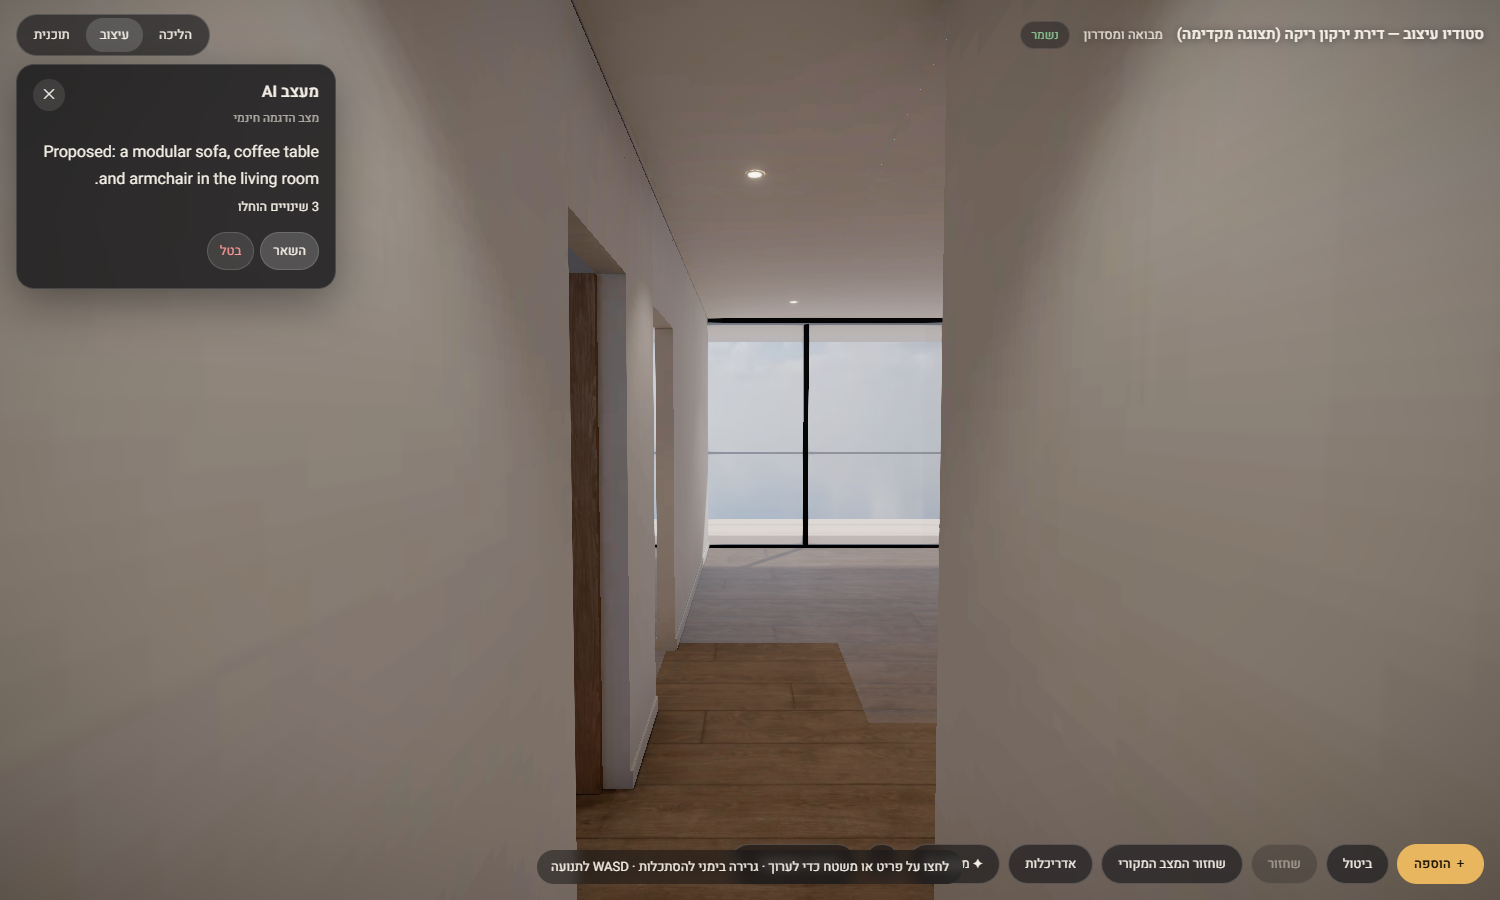 סטודיו עיצוב — דירת ירקון ריקה (תצוגה מקדימה)
מבואה ומסדרון
נשמר
הליכה
עיצוב
תוכנית
מעצב AI
מצב הדגמה חינמי
Proposed: a modular sofa, coffee table
and armchair in the living room.
3 שינויים הוחלו
השאר
בטל
+ הוספה
ביטול
שחזור
שחזור המצב המקורי
אדריכלות
לחצו על פריט או משטח כדי לערוך · גרירה בימני להסתכלות · WASD לתנועה